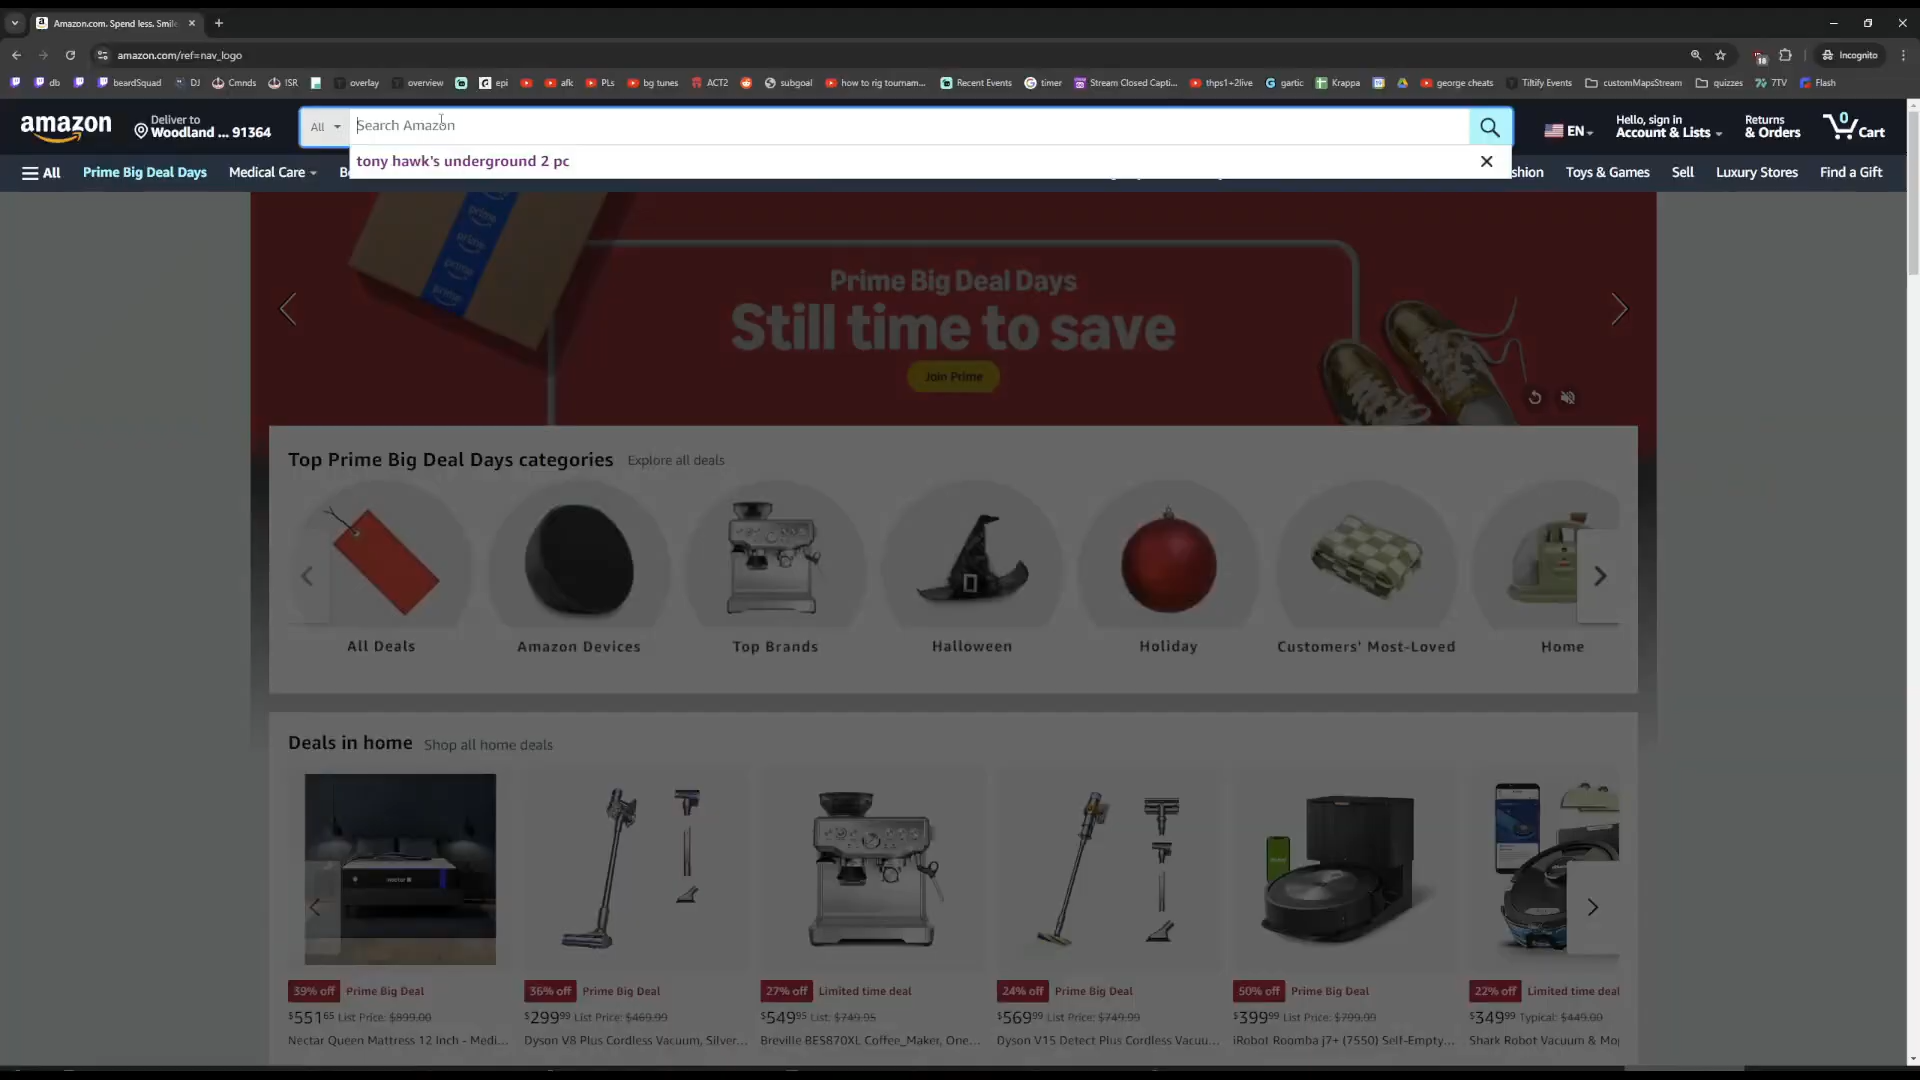 Amazon.com. Spend less. Smile
amazon.com/ref=nav_logo
18
Incognito
db
beardSquad
DJ
Cmnds
ISR
overlay
overview
epi
afk
PLs
bg tunes
ACT2
subgoal
how to rig tournam...
Recent Events
timer
Stream Closed Capti...
thps1+2live
gartic
Krappa
george cheats
Tiltify Events
customMapsStream
quizzes
7TV
Flash
amazon
Deliver to
Woodland ... 91364
All
Search Amazon
EN
Hello, sign in
Account & Lists
Returns
& Orders
0
Cart
tony hawk's underground 2 pc
All
Prime Big Deal Days
Medical Care
shion
Toys & Games
Sell
Luxury Stores
Find a Gift
prime
prime
prime
prime
Prime Big Deal Days
Still time to save
Join Prime
Top Prime Big Deal Days categories
Explore all deals
All Deals
Amazon Devices
Top Brands
Halloween
Holiday
Customers' Most-Loved
Home
Deals in home
Shop all home deals
nectar
39% off
Prime Big Deal
36% off
Prime Big Deal
27% off
Limited time deal
24% off
Prime Big Deal
50% off
Prime Big Deal
22% off
Limited time deal
$551 65 List Price: $899.00
$299 99 List Price: $469.99
$549 95 List: $749.95
$569 99 List Price: $749.99
$399 99 List Price: $799.99
$349 99 Typical: $449.00
Nectar Queen Mattress 12 Inch - Medi...
Dyson V8 Plus Cordless Vacuum, Silver...
Breville BES870XL Coffee_Maker, One...
Dyson V15 Detect Plus Cordless Vacuu...
iRobot Roomba j7+ (7550) Self-Empty...
Shark Robot Vacuum & Mop